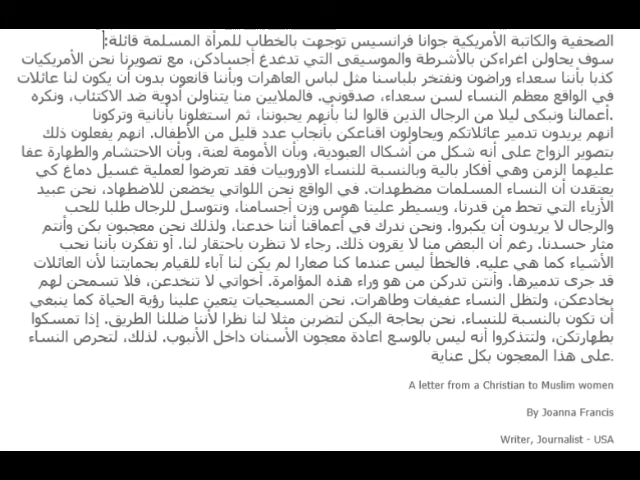 الصحفية والكاتبة الأمريكية جوانا فرانسيس توجهت بالخطاب للمرأة المسلمة قائلة:
سوف يحاولن اغراءكن بالأشرطة والموسيقى التي تدغدغ أجسادكن، مع تصويرنا نحن الأمريكيات
كذبا بأننا سعداء وراضون ونفتخر بلباسنا مثل لباس العاهرات وبأننا قانعون بدون أن يكون لنا عائلات
في الواقع معظم النساء لسن سعداء، صدقوني. فالملايين منا يتناولن أدوية ضد الاكتئاب، ونكره
أعمالنا ونبكي ليلا من الرجال الذين قالوا لنا بأنهم يحبوننا، ثم استغلونا بأنانية وتركونا.
انهم يريدون تدمير عائلاتكم ويحاولون اقناعكن بأنجاب عدد قليل من الأطفال. انهم يفعلون ذلك
بتصوير الزواج على أنه شكل من أشكال العبودية، وبأن الأمومة لعنة، وبأن الاحتشام والطهارة عفا
عليهما الزمن وهي أفكار بالية وبالنسبة للنساء الاوروبيات فقد تعرضوا لعملية غسيل دماغ كي
يعتقدن أن النساء المسلمات مضطهدات. في الواقع نحن اللواتي يخضعن للاضطهاد، نحن عبيد
الأزياء التي تحط من قدرنا، ويسيطر علينا هوس وزن أجسامنا، ونتوسل للرجال طلبا للحب
والرجال لا يريدون أن يكبروا. ونحن ندرك في أعماقنا أننا خدعنا، ولذلك نحن معجبون بكن وأنتم
مثار حسدنا. رغم أن البعض منا لا يقرون ذلك. رجاء لا تنظرن باحتقار لنا، أو تفكرن بأننا نحب
الأشياء كما هي عليه. فالخطأ ليس عندما كنا صغارا لم يكن لنا آباء للقيام بحمايتنا لأن العائلات
قد جرى تدميرها. وأنتن تدركن من هو وراء هذه المؤامرة. أخواتي لا تنخدعن، فلا تسمحن لهم
يخادعكن، ولتظل النساء عفيفات وطاهرات. نحن المسيحيات يتعين علينا رؤية الحياة كما ينبغي
أن تكون بالنسبة للنساء. نحن بحاجة اليكن لتضربن مثلا لنا نظرا لأننا ضللنا الطريق. إذا تمسكوا
بطهارتكن، ولتتذكروا أنه ليس بالوسع اعادة معجون الأسنان داخل الأنبوب. لذلك، لتحرص النساء
على هذا المعجون بكل عناية.
A letter from a Christian to Muslim women
By Joanna Francis
Writer, Journalist - USA